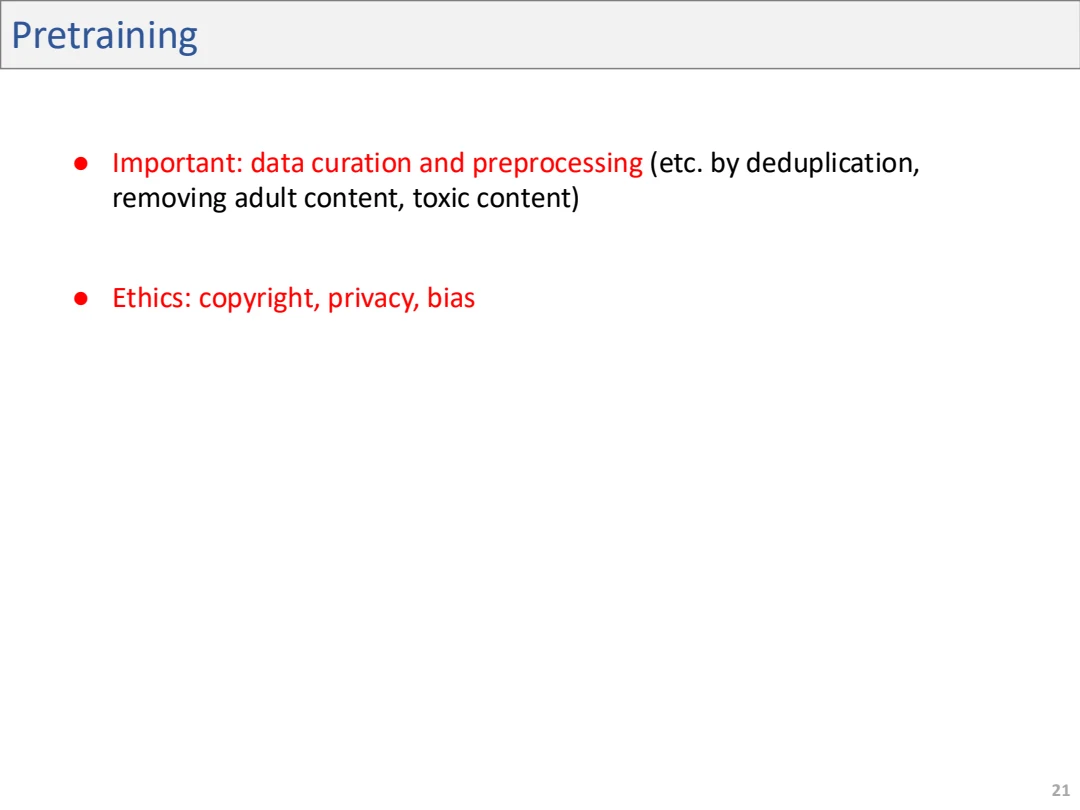 Pretraining
● Important: data curation and preprocessing (etc. by deduplication,
removing adult content, toxic content)
● Ethics: copyright, privacy, bias
21